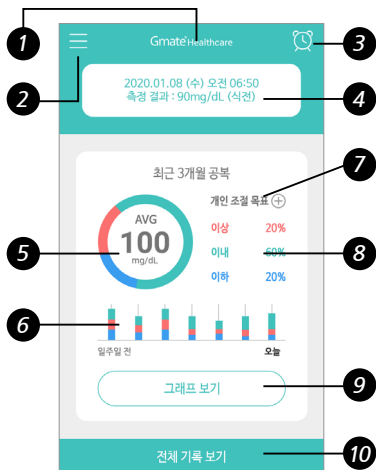 1
Gmate Healthcare
2
3
2020.01.08 (수) 오전 06:50
측정 결과 : 90mg/dL (식전)
4
최근 3개월 공복
7
개인 조절 목표
AVG
100
mg/dL
5
이상 20%
이내 60%
8
이하 20%
6
일주일 전 오늘
그래프 보기
9
전체 기록 보기
10